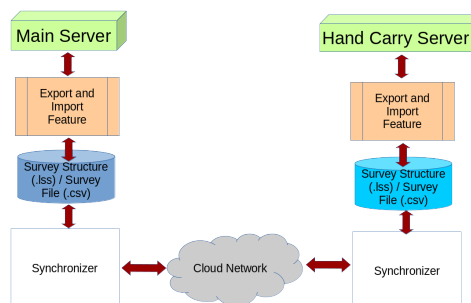 Main Server
Hand Carry Server
Export and
Import
Feature
Export and
Import
Feature
Survey Structure
(.lss) / Survey
File (.csv)
Survey Structure
(.lss) / Survey
File (.csv)
Synchronizer
Cloud Network
Synchronizer